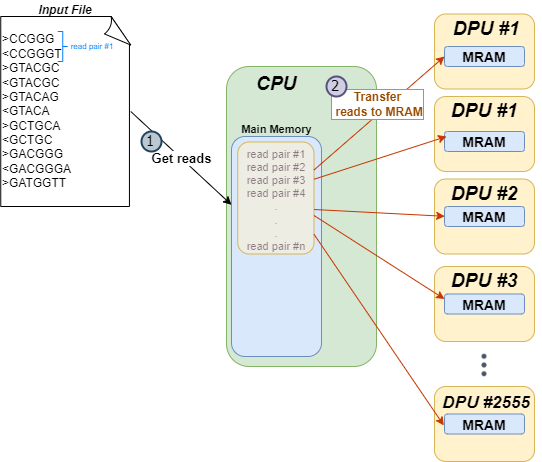 Input File
>CCGGG
<CCGGGT
read pair #1
>GTACGC
<GTACGC
>GTACAG
<GTACA
>GCTGCA
<GCTGC
>GACGGG
<GACGGGA
>GATGGTT
1
Get reads
CPU
2
Transfer
reads to MRAM
Main Memory
read pair #1
read pair #2
read pair #3
read pair #4
.
.
.
read pair #n
DPU #1
MRAM
DPU #1
MRAM
DPU #2
MRAM
DPU #3
MRAM
DPU #2555
MRAM